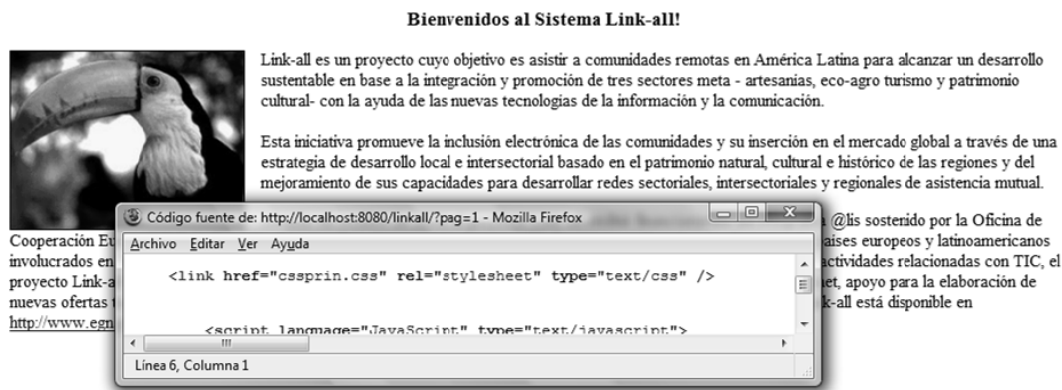 Bienvenidos al Sistema Link-all!
Link-all es un proyecto cuyo objetivo es asistir a comunidades remotas en América Latina para alcanzar un desarrollo
sustentable en base a la integración y promoción de tres sectores meta - artesanias, eco-agro turismo y patrimonio
cultural- con la ayuda de las nuevas tecnologias de la información y la comunicación.
Esta iniciativa promueve la inclusión electrónica de las comunidades y su inserción en el mercado global a través de una
estrategia de desarrollo local e intersectorial basado en el patrimonio natural, cultural e histórico de las regiones y del
mejoramiento de sus capacidades para desarrollar redes sectoriales, intersectoriales y regionales de asistencia mutual.
@lis sostenido por la Oficina de
Cooperación
países europeos y latinoamericanos
involucrados en
actividades relacionadas con TIC, el
proyecto
apoyo para la elaboración de
nuevas ofertas
está disponible en
http://www.egn
Código fuente de: http://localhost:8080/linkall/?pag=1 - Mozilla Firefox
Archivo Editar Ver Ayuda
<link href="cssprin.css" rel="stylesheet" type="text/css" />
<script language="JavaScript" type="text/javascript">
Línea 6, Columna 1